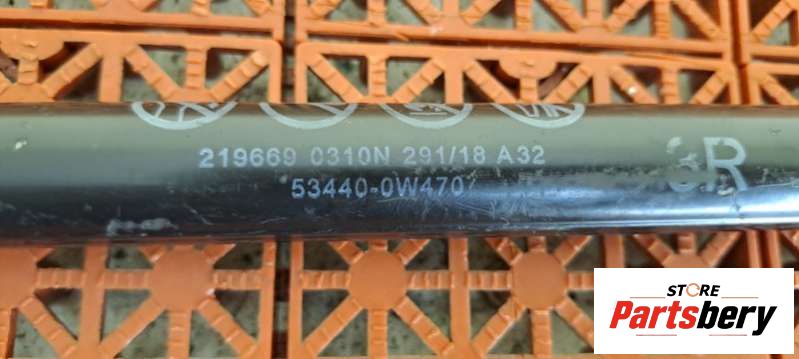 219669 0310N 291/18 A32
53440-0W470
R
STORE
Partsbery